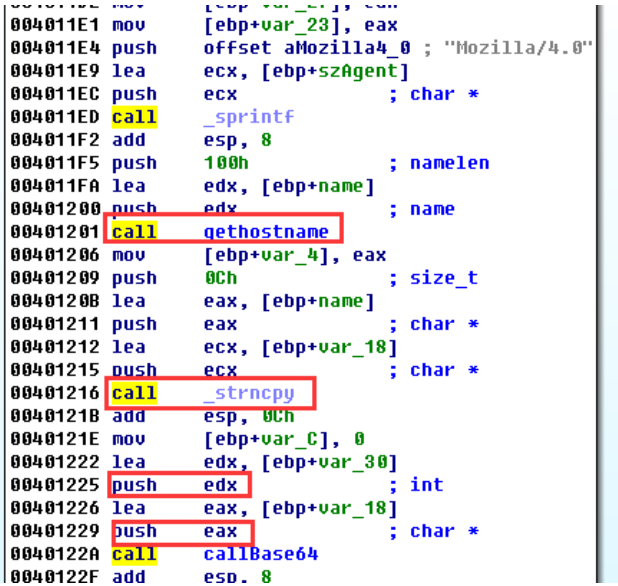 004011E1 mov [ebp+var_23], eax
004011E4 push offset aMozilla4_0 ; "Mozilla/4.0"
004011E9 lea ecx, [ebp+szAgent]
004011EC push ecx ; char *
004011ED call _sprintf
004011F2 add esp, 8
004011F5 push 100h ; namelen
004011FA lea edx, [ebp+name]
00401200 push edx ; name
00401201 call gethostname
00401206 mov [ebp+var_4], eax
00401209 push 0Ch ; size_t
0040120B lea eax, [ebp+name]
00401211 push eax ; char *
00401212 lea ecx, [ebp+var_18]
00401215 push ecx ; char *
00401216 call _strncpy
0040121B add esp, 0Ch
0040121E mov [ebp+var_C], 0
00401222 lea edx, [ebp+var_30]
00401225 push edx ; int
00401226 lea eax, [ebp+var_18]
00401229 push eax ; char *
0040122A call callBase64
0040122F add esp, 8